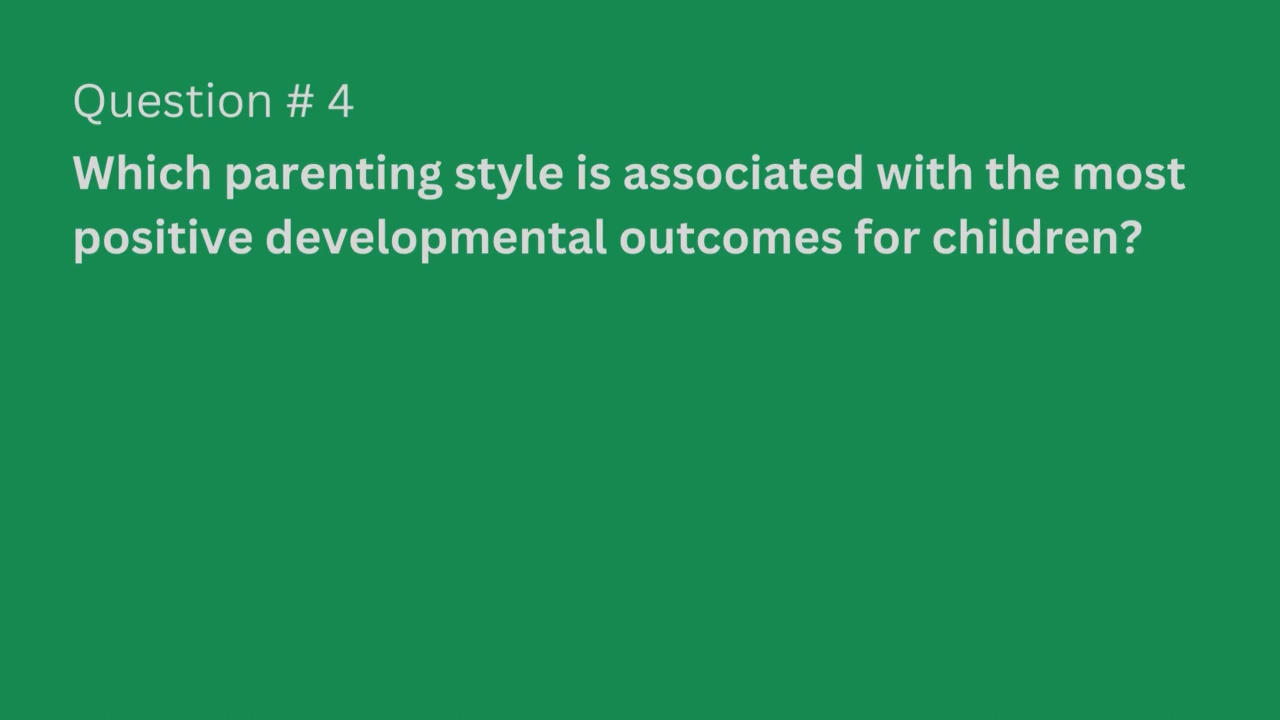 Question # 4
Which parenting style is associated with the most
positive developmental outcomes for children?